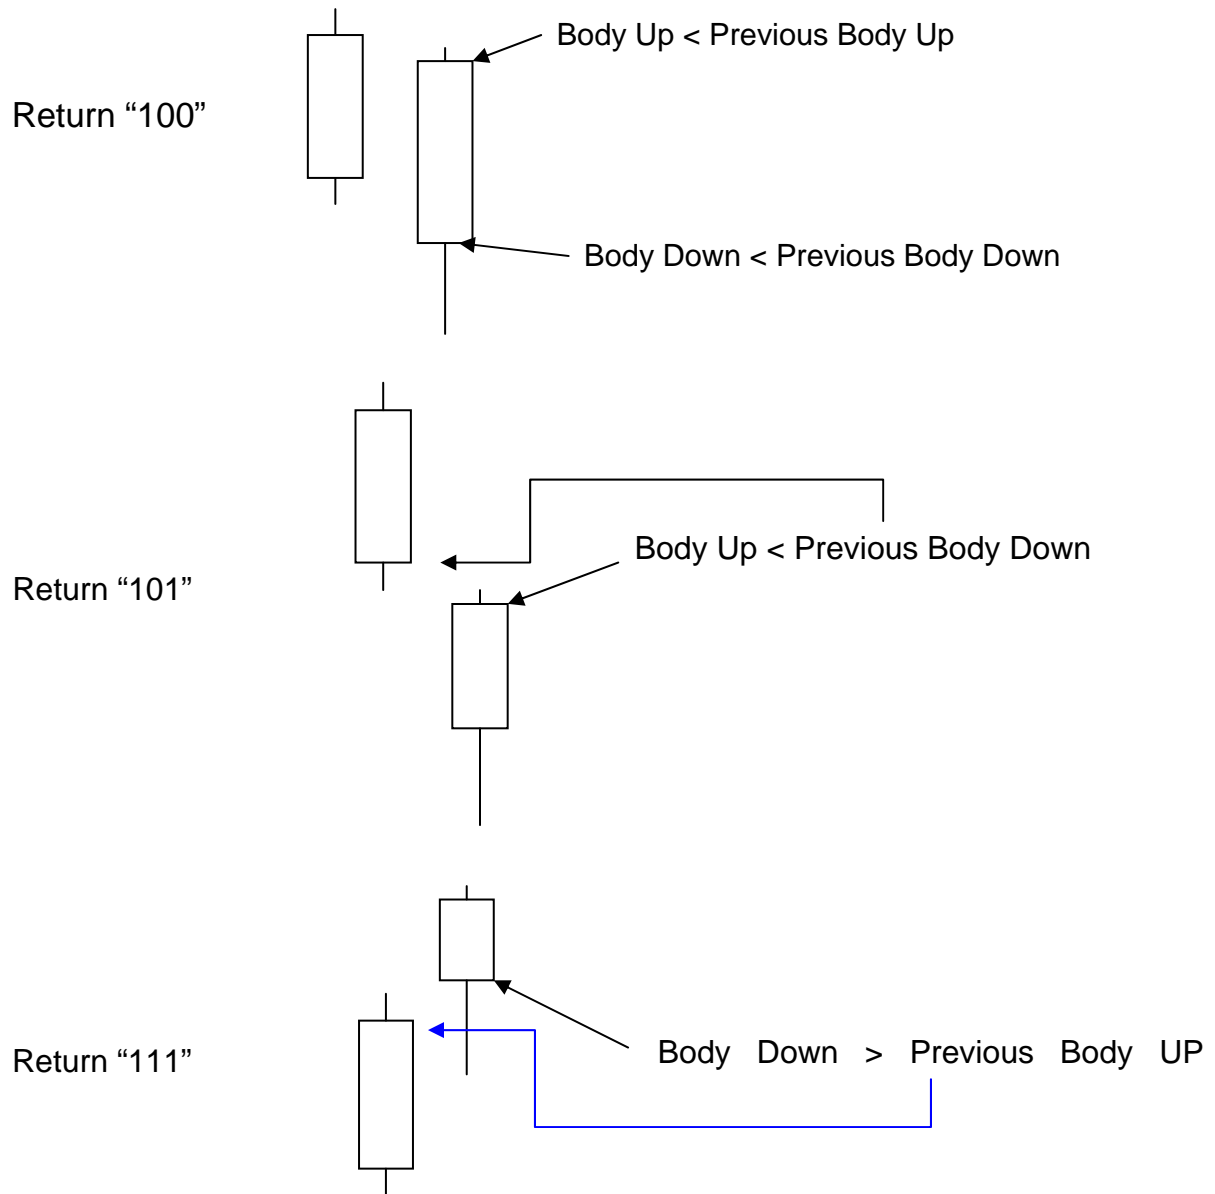 Body Up < Previous Body Up
Return “100”
Body Down < Previous Body Down
Body Up < Previous Body Down
Return “101”
Body Down > Previous Body UP
Return “111”